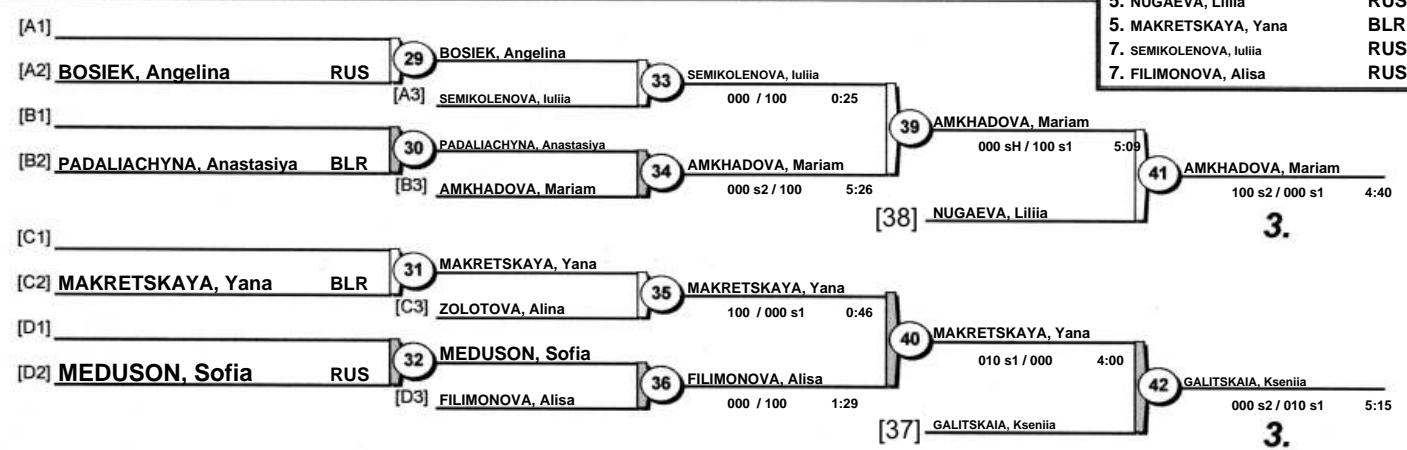 5. NUGAEVA, Liliia RUS
5. MAKRETSKAYA, Yana BLR
7. SEMIKOLENOVA, Iuliia RUS
7. FILIMONOVA, Alisa RUS
[A1]
[A2] BOSIEK, Angelina RUS
29 BOSIEK, Angelina
[A3] SEMIKOLENOVA, Iuliia
33 SEMIKOLENOVA, Iuliia
000 / 100 0:25
[B1]
[B2] PADALIACHYNA, Anastasiya BLR
30 PADALIACHYNA, Anastasiya
[B3] AMKHADOVA, Mariam
34 AMKHADOVA, Mariam
000 s2 / 100 5:26
39 AMKHADOVA, Mariam
000 sH / 100 s1 5:09
[38] NUGAEVA, Liliia
41 AMKHADOVA, Mariam
100 s2 / 000 s1 4:40
3.
[C1]
[C2] MAKRETSKAYA, Yana BLR
31 MAKRETSKAYA, Yana
[C3] ZOLOTOVA, Alina
35 MAKRETSKAYA, Yana
100 / 000 s1 0:46
[D1]
[D2] MEDUSON, Sofia RUS
32 MEDUSON, Sofia
[D3] FILIMONOVA, Alisa
36 FILIMONOVA, Alisa
000 / 100 1:29
40 MAKRETSKAYA, Yana
010 s1 / 000 4:00
[37] GALITSKAIA, Kseniia
42 GALITSKAIA, Kseniia
000 s2 / 010 s1 5:15
3.